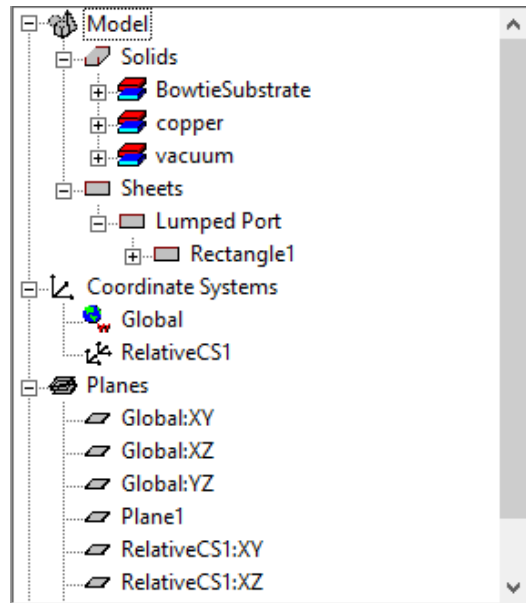 Model
Solids
BowtieSubstrate
copper
vacuum
Sheets
Lumped Port
Rectangle1
Coordinate Systems
Global
RelativeCS1
Planes
Global:XY
Global:XZ
Global:YZ
Plane1
RelativeCS1:XY
RelativeCS1:XZ